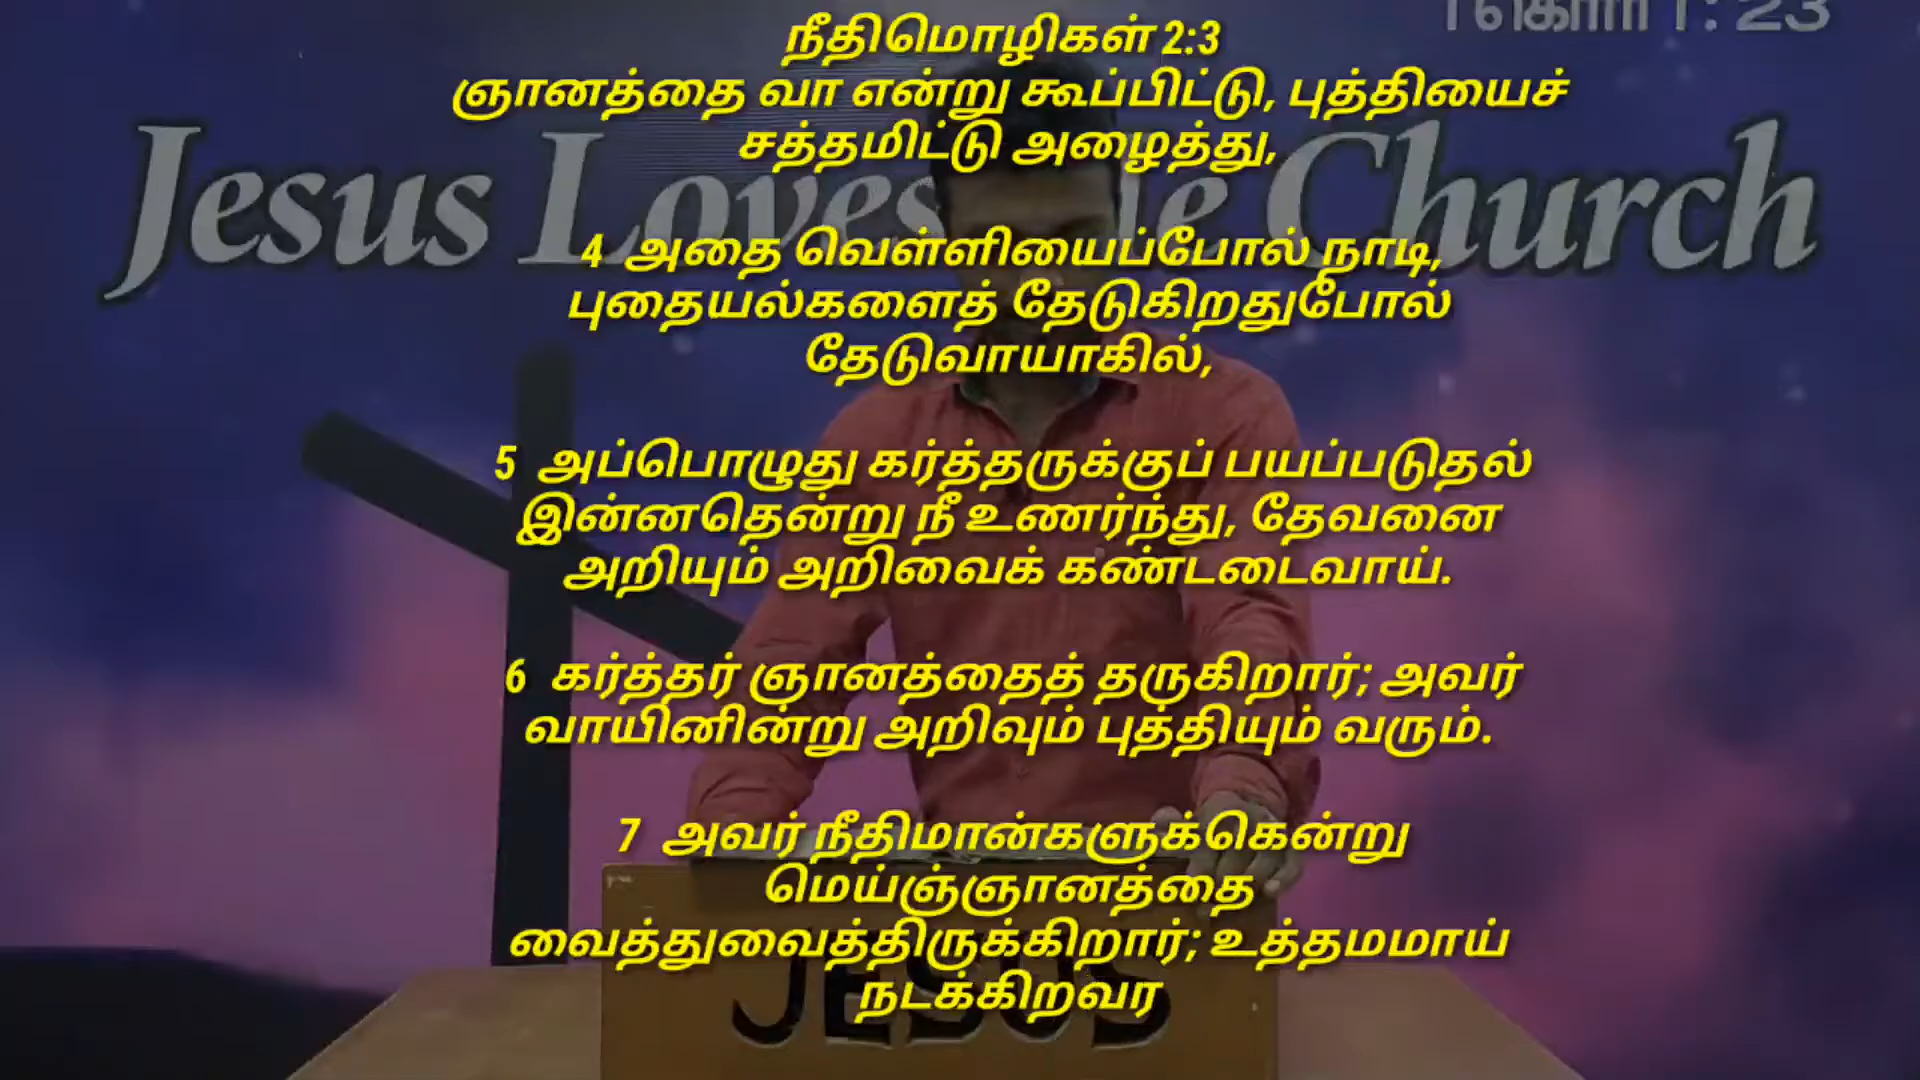 1கொரி 1: 23
Jesus Loves Church
நீதிமொழிகள் 2:3
ஞானத்தை வா என்று கூப்பிட்டு, புத்தியைச்
சத்தமிட்டு அழைத்து,
4 அதை வெள்ளியைப்போல் நாடி,
புதையல்களைத் தேடுகிறதுபோல்
தேடுவாயாகில்,
5 அப்பொழுது கர்த்தருக்குப் பயப்படுதல்
இன்னதென்று நீ உணர்ந்து, தேவனை
அறியும் அறிவைக் கண்டடைவாய்.
6 கர்த்தர் ஞானத்தைத் தருகிறார்; அவர்
வாயினின்று அறிவும் புத்தியும் வரும்.
7 அவர் நீதிமான்களுக்கென்று
மெய்ஞ்ஞானத்தை
வைத்துவைத்திருக்கிறார்; உத்தமமாய்
நடக்கிறவர
JESUS